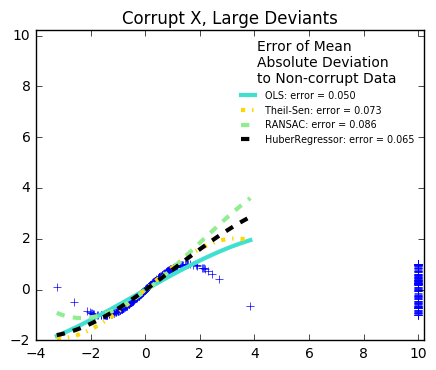 Corrupt X, Large Deviants
Error of Mean
Absolute Deviation
to Non-corrupt Data
OLS: error = 0.050
Theil-Sen: error = 0.073
RANSAC: error = 0.086
HuberRegressor: error = 0.065
10
8
6
4
2
0
−2
−4 −2 0 2 4 6 8 10